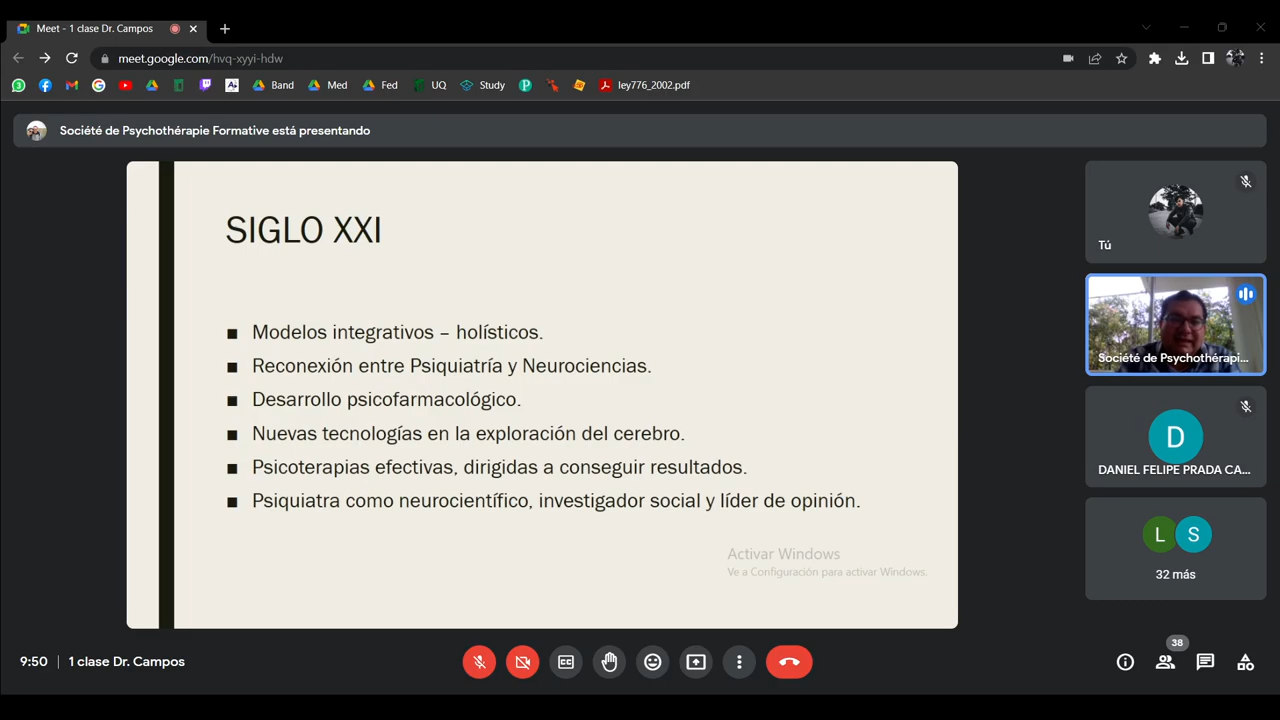 Meet - 1 clase Dr. Campos
meet.google.com/hvq-xyyi-hdw
Band Med Fed UQ Study ley776_2002.pdf
Société de Psychothérapie Formative está presentando
SIGLO XXI
■ Modelos integrativos – holísticos.
■ Reconexión entre Psiquiatría y Neurociencias.
■ Desarrollo psicofarmacológico.
■ Nuevas tecnologías en la exploración del cerebro.
■ Psicoterapias efectivas, dirigidas a conseguir resultados.
■ Psiquiatra como neurocientífico, investigador social y líder de opinión.
Activar Windows
Ve a Configuración para activar Windows.
Tú
Société de Psychothérapi...
D
DANIEL FELIPE PRADA CA...
L S
32 más
9:50 | 1 clase Dr. Campos
38